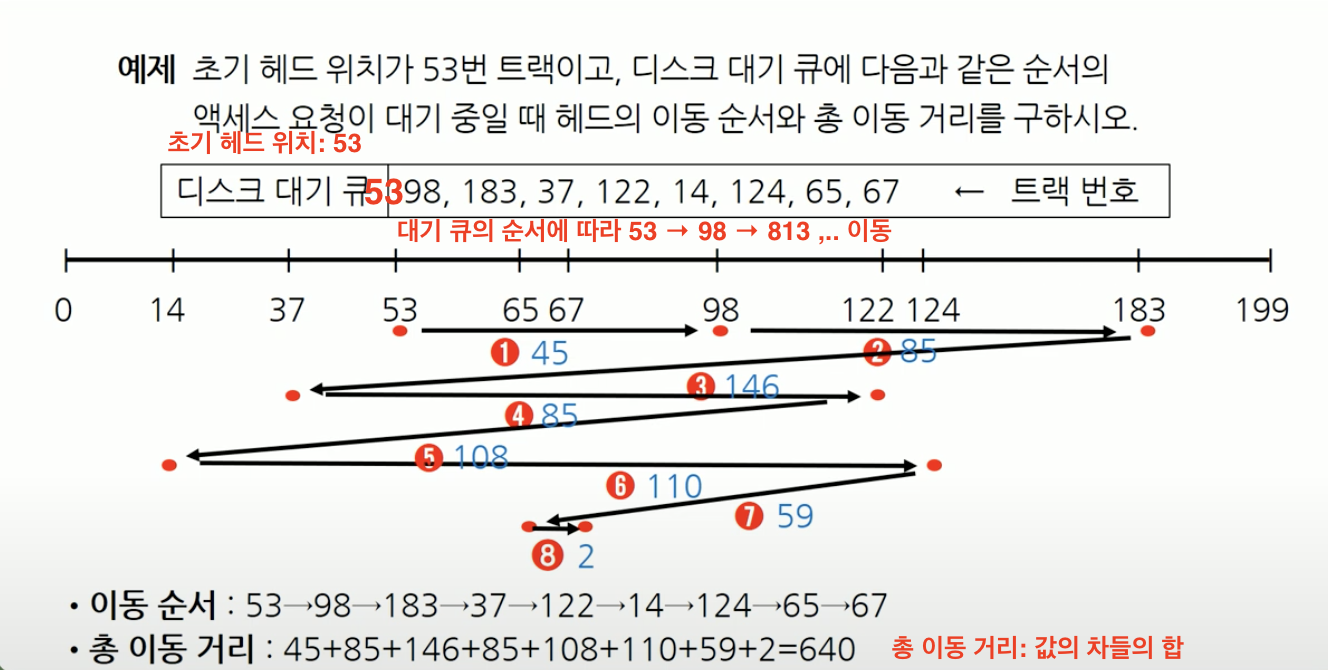 예제 초기 헤드 위치가 53번 트랙이고, 디스크 대기 큐에 다음과 같은 순서의
액세스 요청이 대기 중일 때 헤드의 이동 순서와 총 이동 거리를 구하시오.
초기 헤드 위치: 53
디스크 대기 큐 53 98, 183, 37, 122, 14, 124, 65, 67 ← 트랙 번호
대기 큐의 순서에 따라 53 → 98 → 813 ,.. 이동
0 14 37 53 65 67 98 122 124 183 199
❶ 45 ❷ 85
❸ 146
❹ 85
❺ 108
❻ 110
❼ 59
❽ 2
• 이동 순서 : 53→98→183→37→122→14→124→65→67
• 총 이동 거리 : 45+85+146+85+108+110+59+2=640 총 이동 거리: 값의 차들의 합